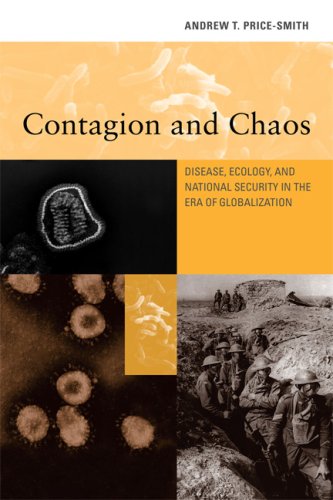 ANDREW T. PRICE-SMITH
Contagion and Chaos
DISEASE, ECOLOGY, AND
NATIONAL SECURITY IN THE
ERA OF GLOBALIZATION